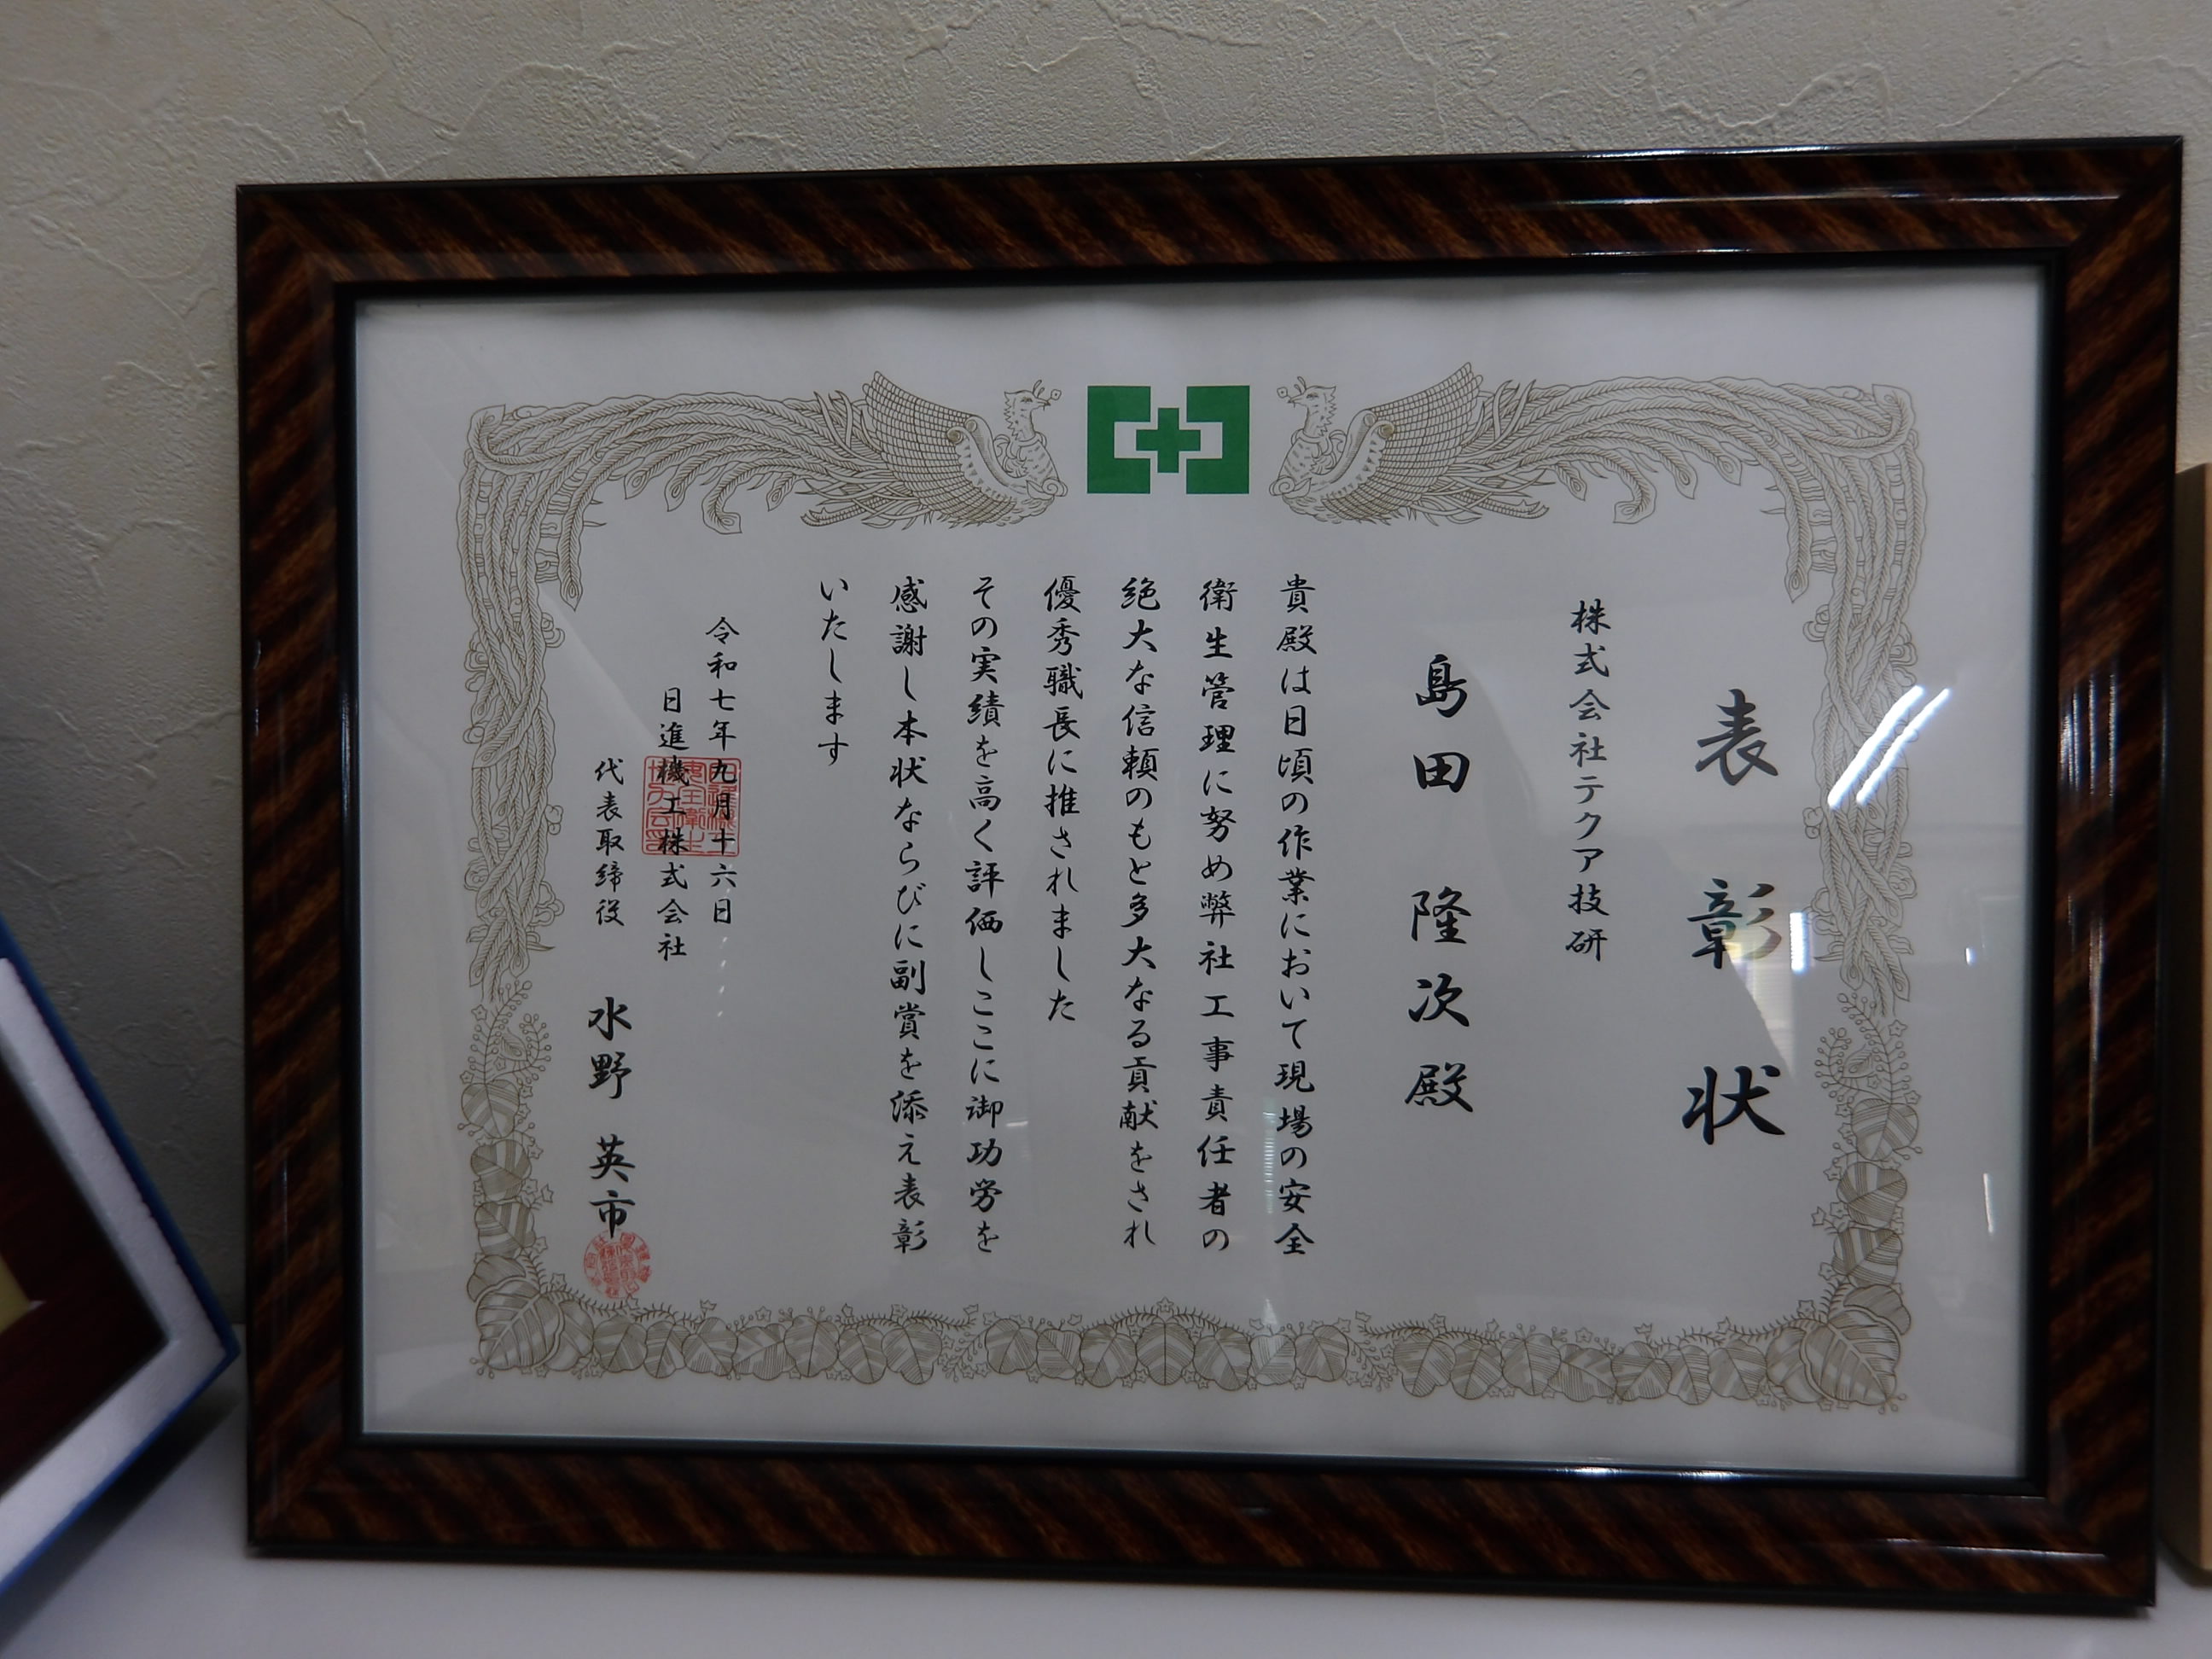 表彰状
株式会社テクア技研
島田隆次殿
貴殿は日頃の作業において現場の安全
衛生管理に努め弊社工事責任者の
絶大な信頼のもと多大なる貢献をされ
優秀職長に推されました
その実績を高く評価しここに御功労を
感謝し本状ならびに副賞を添え表彰
いたします
令和七年九月十六日
日進機工株式会社
代表取締役 水野英市